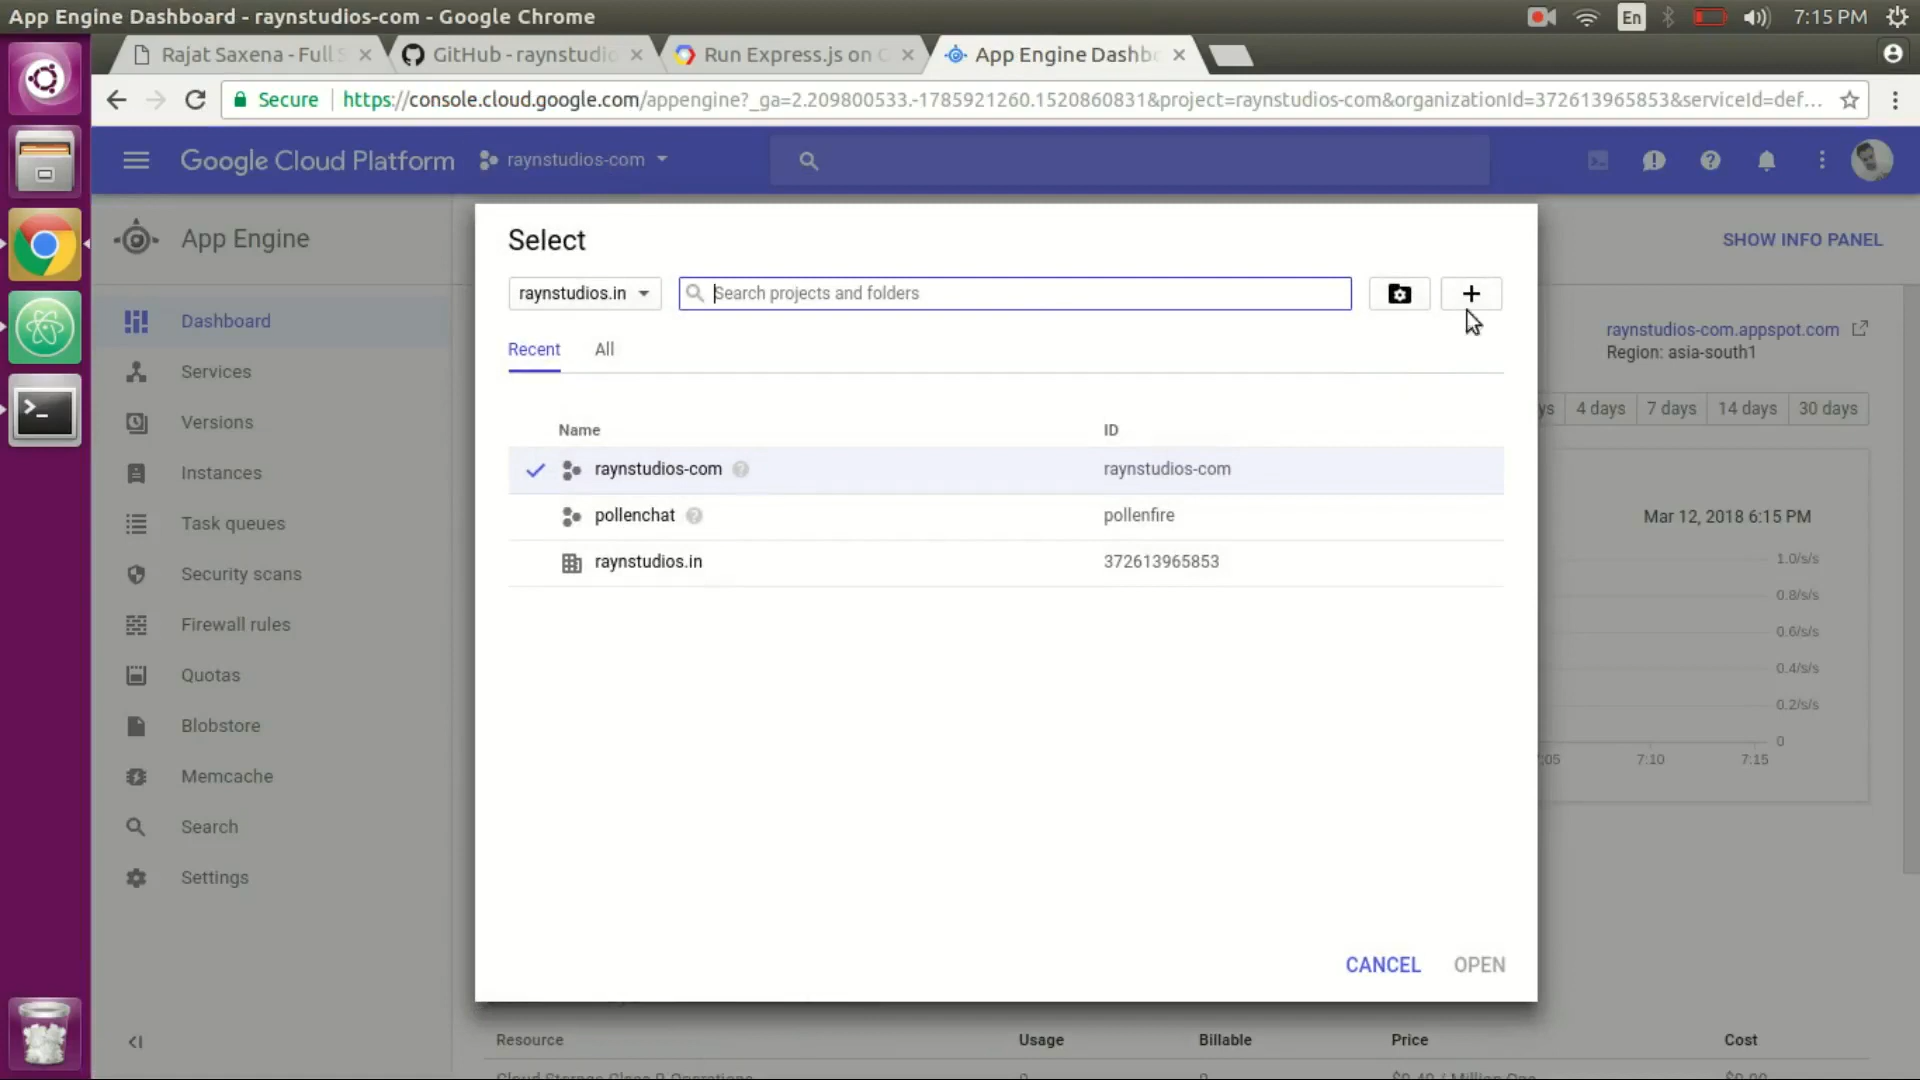 App Engine Dashboard - raynstudios-com - Google Chrome
En
7:15 PM
Rajat Saxena - Full S
GitHub - raynstudio
Run Express.js on G
App Engine Dashbo
Secure
https://console.cloud.google.com/appengine?_ga=2.209800533.-1785921260.1520860831&project=raynstudios-com&organizationId=372613965853&serviceId=def...
Google Cloud Platform
raynstudios-com
App Engine
SHOW INFO PANEL
Dashboard
Services
Versions
Instances
Task queues
Security scans
Firewall rules
Quotas
Blobstore
Memcache
Search
Settings
Select
raynstudios.in
Search projects and folders
Recent
All
Name
ID
raynstudios-com
raynstudios-com
pollenchat
pollenfire
raynstudios.in
372613965853
CANCEL
OPEN
raynstudios-com.appspot.com
Region: asia-south1
ys
4 days
7 days
14 days
30 days
Mar 12, 2018 6:15 PM
1.0/s/s
0.8/s/s
0.6/s/s
0.4/s/s
0.2/s/s
0
:05
7:10
7:15
Resource
Usage
Billable
Price
Cost